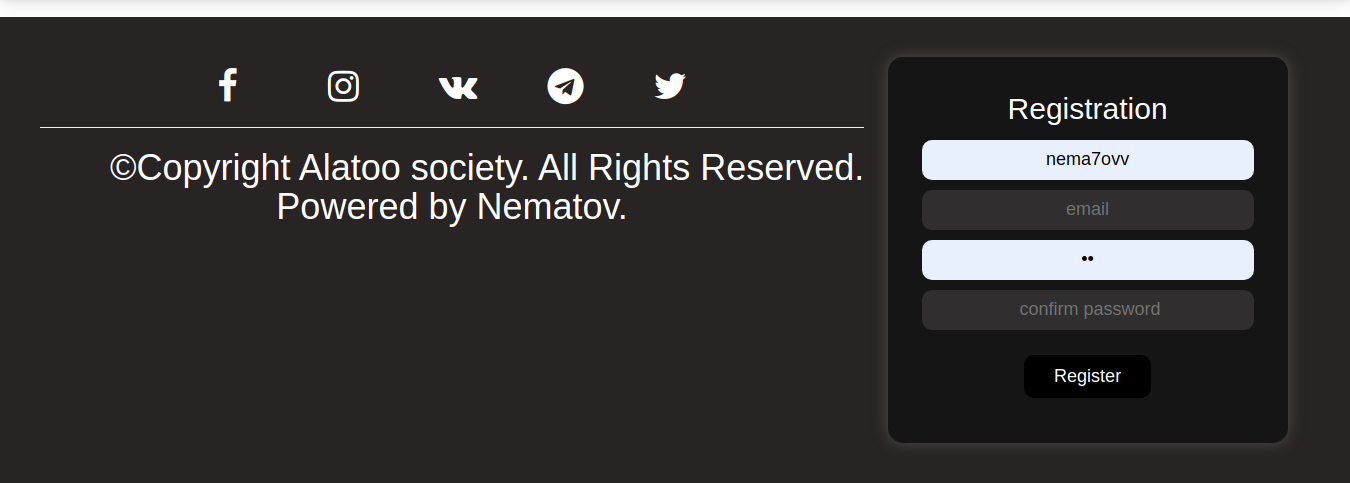 ©Copyright Alatoo society. All Rights Reserved.
Powered by Nematov.
Registration
nema7ovv
email
••
confirm password
Register